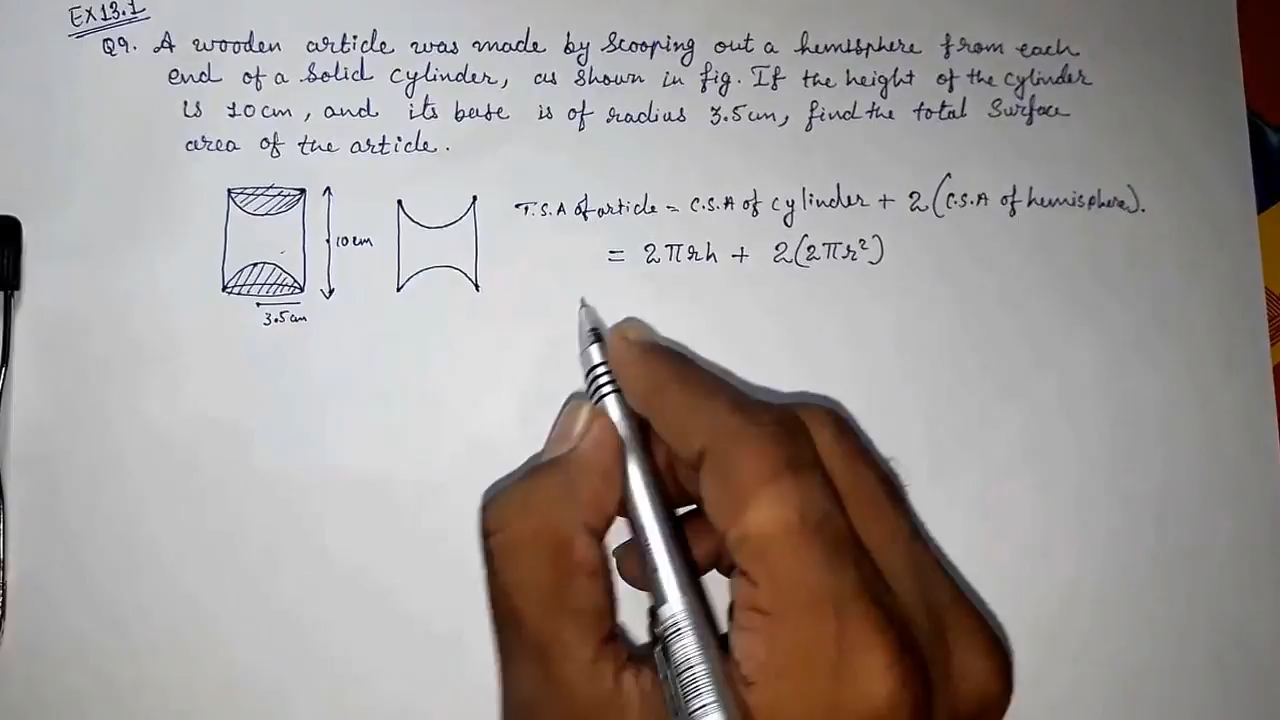 EX 13.1
Q9. A wooden article was made by scooping out a hemisphere from each
end of a solid cylinder, as shown in fig. If the height of the cylinder
is 10cm, and its base is of radius 3.5cm, find the total surface
area of the article.
10cm
3.5cm
T.S.A of article = C.S.A of cylinder + 2(C.S.A of hemisphere).
= 2πrh + 2(2πr²)